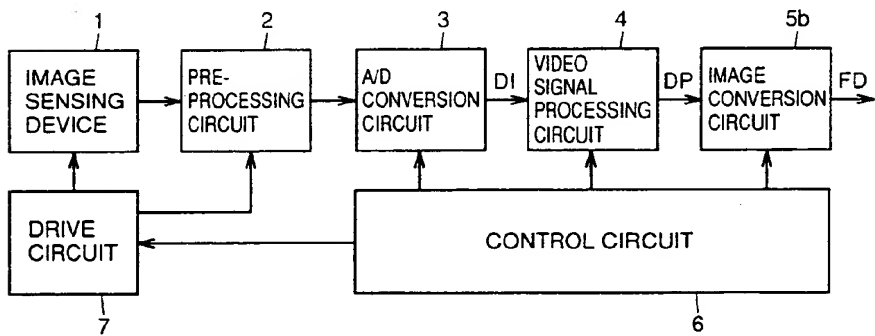 1
2
3
4
5b
IMAGE
SENSING
DEVICE
PRE-
PROCESSING
CIRCUIT
A/D
CONVERSION
CIRCUIT
DI
VIDEO
SIGNAL
PROCESSING
CIRCUIT
DP
IMAGE
CONVERSION
CIRCUIT
FD
DRIVE
CIRCUIT
CONTROL CIRCUIT
7
6